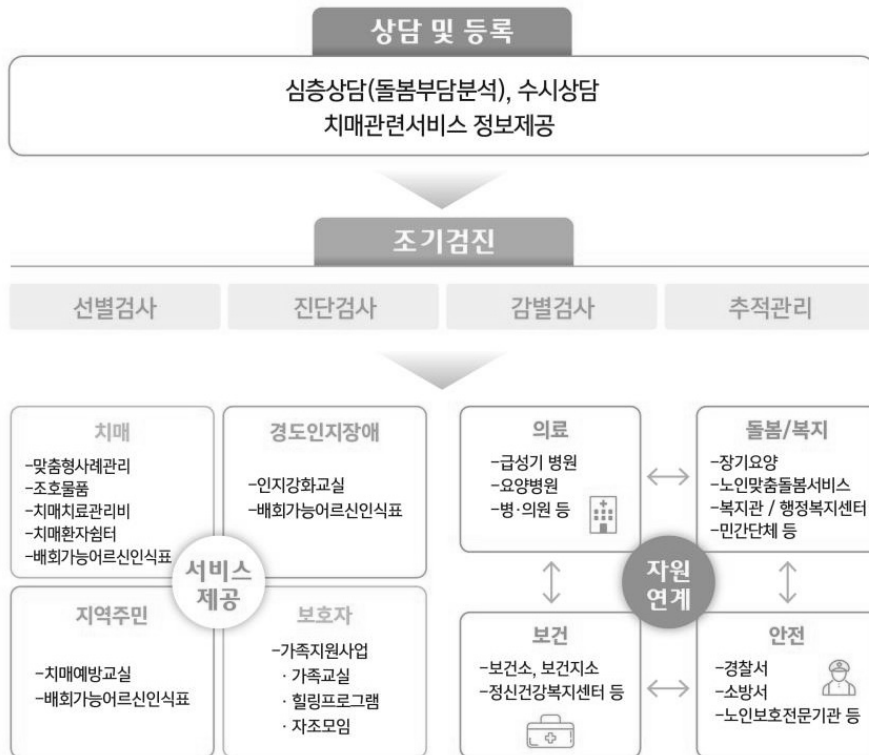 상담 및 등록
심층상담(돌봄부담분석), 수시상담
치매관련서비스 정보제공
조기검진
선별검사
진단검사
감별검사
추적관리
치매
-맞춤형사례관리
-조호물품
-치매치료관리비
-치매환자쉼터
-배회가능어르신인식표
경도인지장애
-인지강화교실
-배회가능어르신인식표
서비스
제공
지역주민
-치매예방교실
-배회가능어르신인식표
보호자
-가족지원사업
· 가족교실
· 힐링프로그램
· 자조모임
의료
-급성기 병원
-요양병원
-병·의원 등
돌봄/복지
-장기요양
-노인맞춤돌봄서비스
-복지관 / 행정복지센터
-민간단체 등
자원
연계
보건
-보건소, 보건지소
-정신건강복지센터 등
안전
-경찰서
-소방서
-노인보호전문기관 등